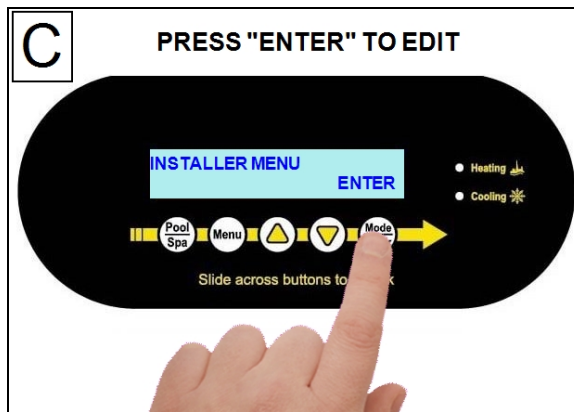 C
PRESS "ENTER" TO EDIT
INSTALLER MENU
ENTER
Heating
Cooling
Pool
Spa
Menu
Mode
Slide across buttons to